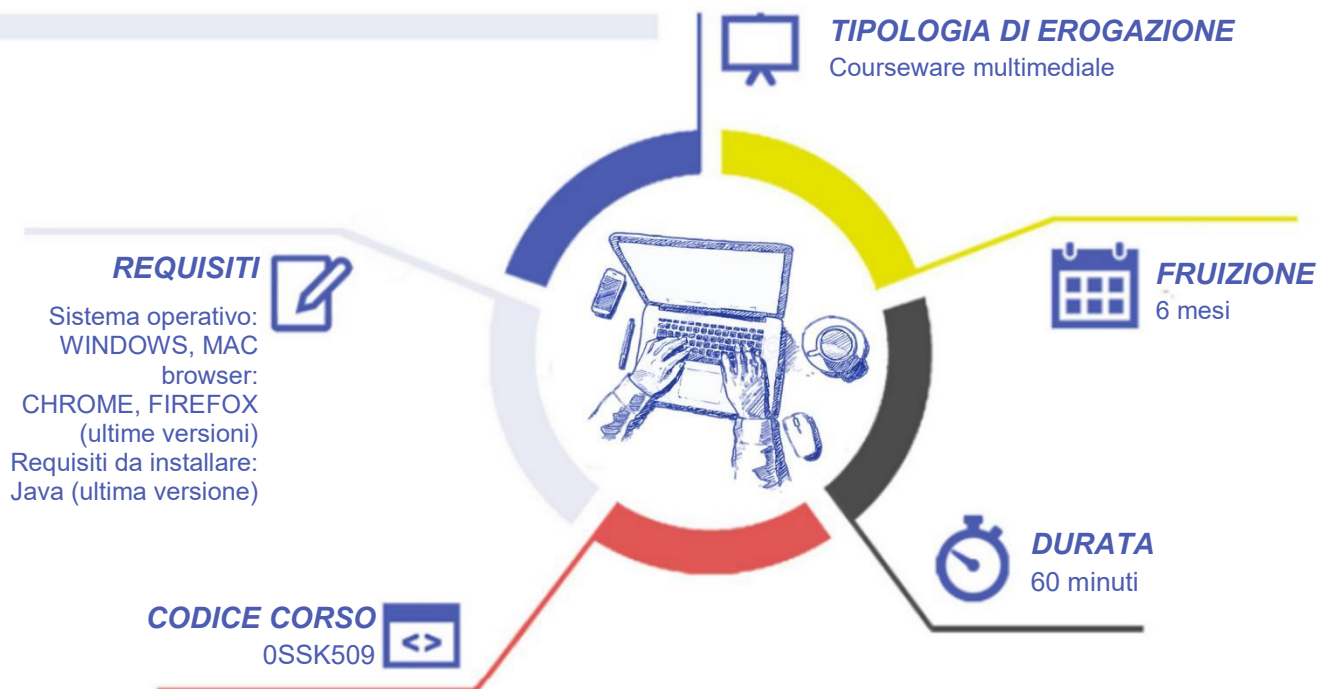 TIPOLOGIA DI EROGAZIONE
Courseware multimediale
REQUISITI
Sistema operativo:
WINDOWS, MAC
browser:
CHROME, FIREFOX
(ultime versioni)
Requisiti da installare:
Java (ultima versione)
FRUIZIONE
6 mesi
DURATA
60 minuti
CODICE CORSO
0SSK509
<>